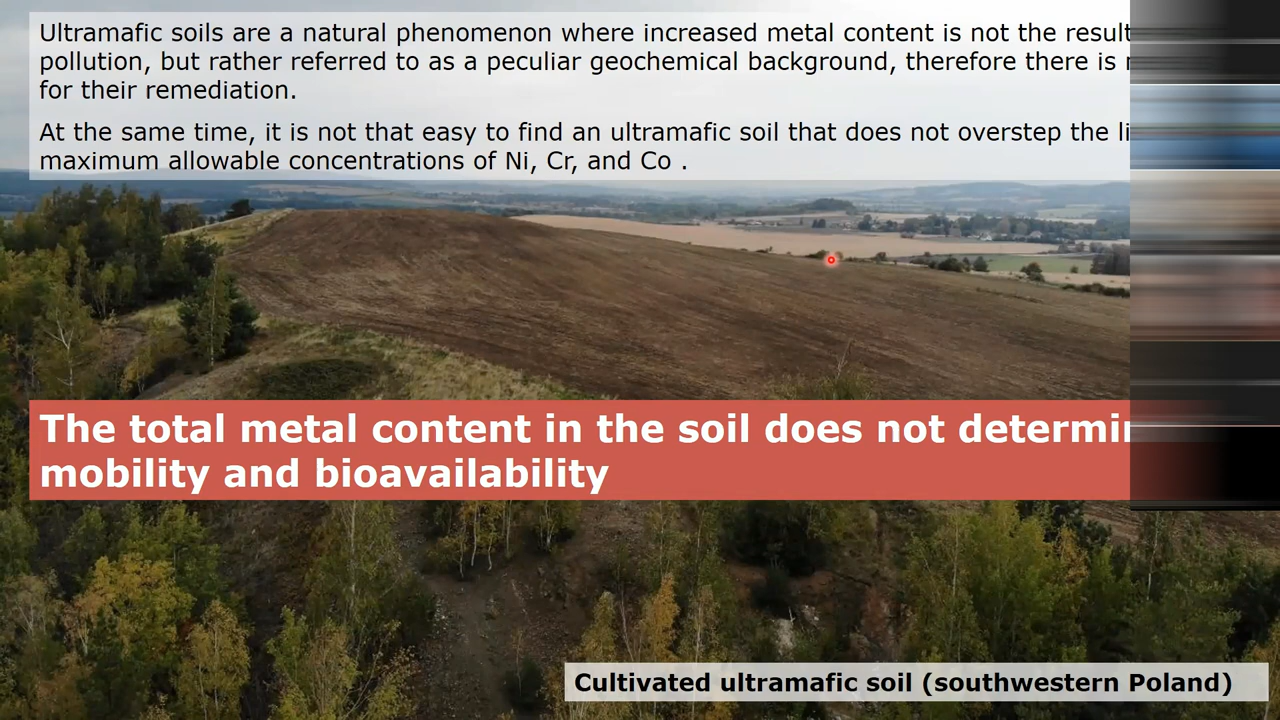 Ultramafic soils are a natural phenomenon where increased metal content is not the result
pollution, but rather referred to as a peculiar geochemical background, therefore there is
for their remediation.
At the same time, it is not that easy to find an ultramafic soil that does not overstep the
maximum allowable concentrations of Ni, Cr, and Co .
The total metal content in the soil does not
mobility and bioavailability
Cultivated ultramafic soil (southwestern Poland)